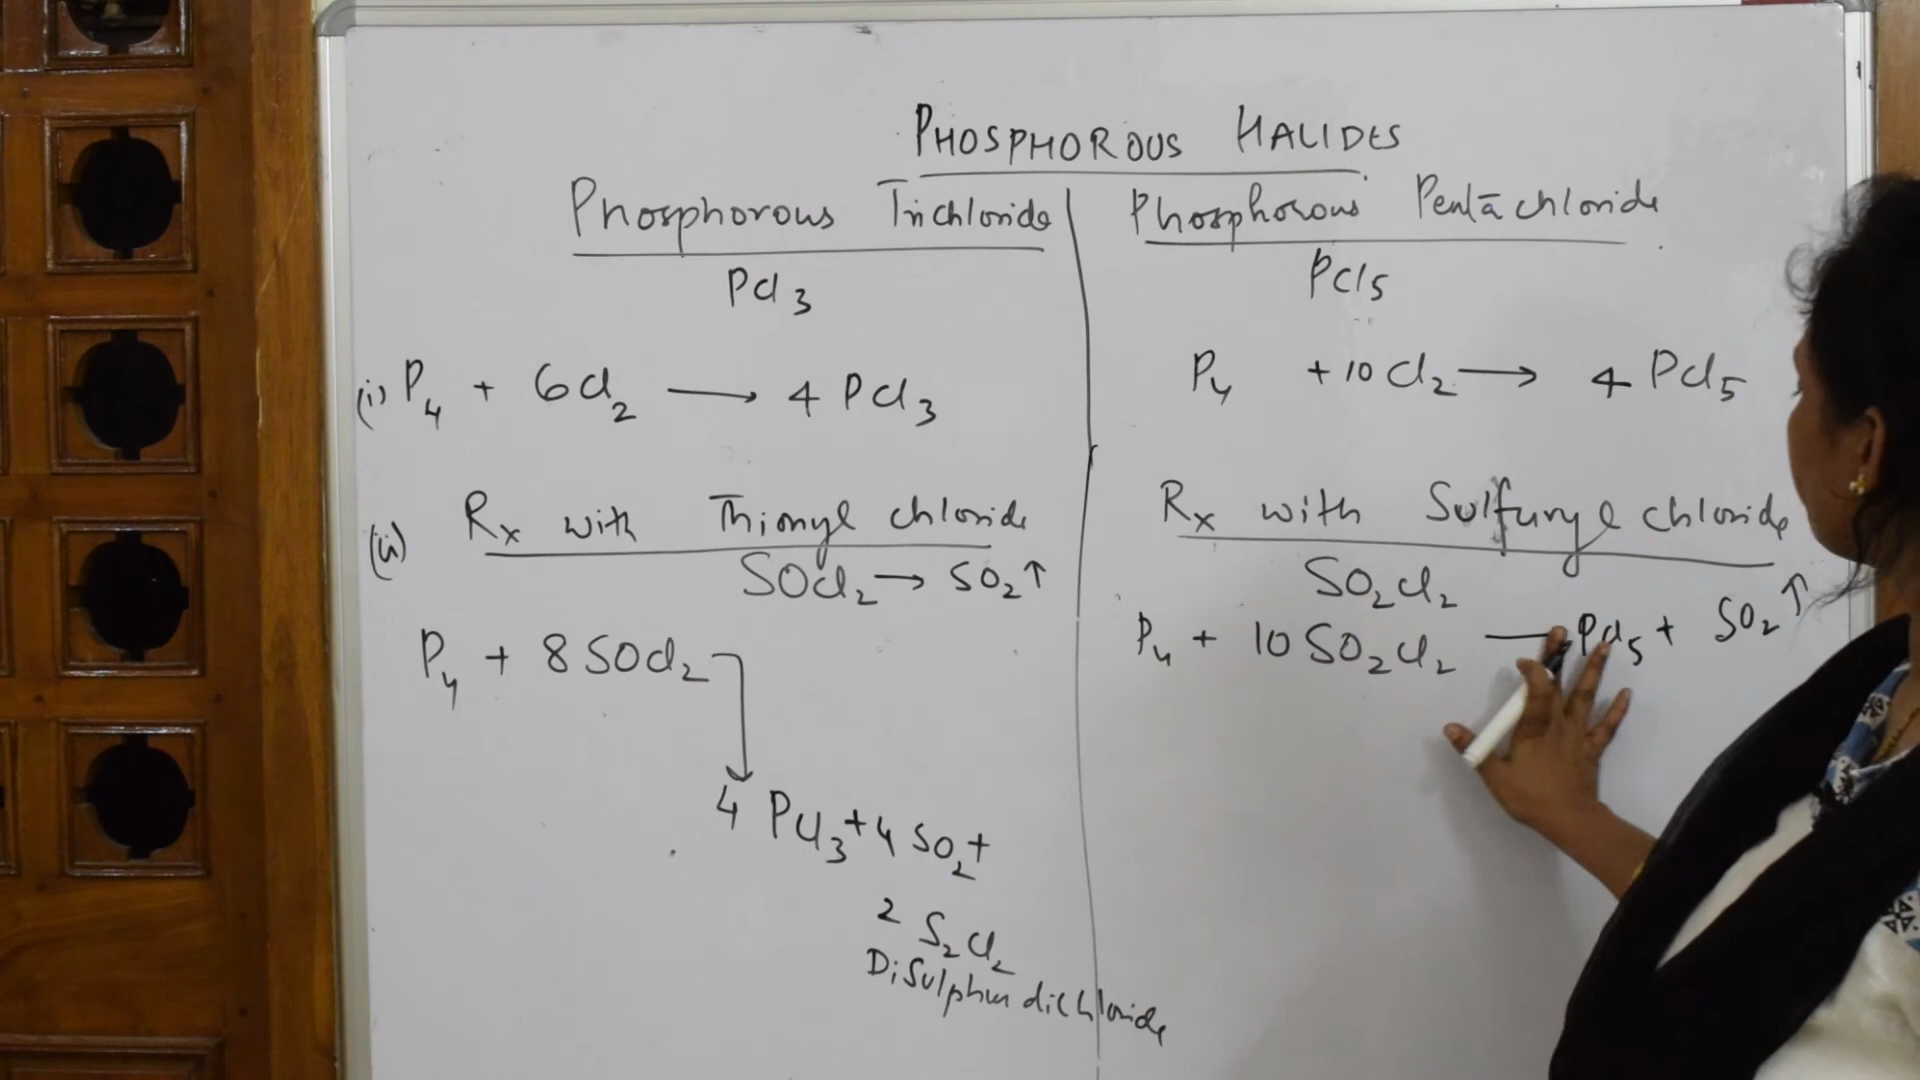 PHOSPHOROUS HALIDES
Phosphorous Trichloride
PCl3
(i) P4 + 6Cl2 → 4 PCl3
(ii) Rx with Thionyl chloride
SOCl2 → SO2↑
P4 + 8 SOCl2
4 PCl3 + 4 SO2 +
2 S2Cl2
DiSulphur dichloride
Phosphorous Pentachloride
PCl5
P4 + 10 Cl2 → 4 PCl5
Rx with Sulfuryl chloride
SO2Cl2
P4 + 10 SO2Cl2 → PCl5 + SO2↑